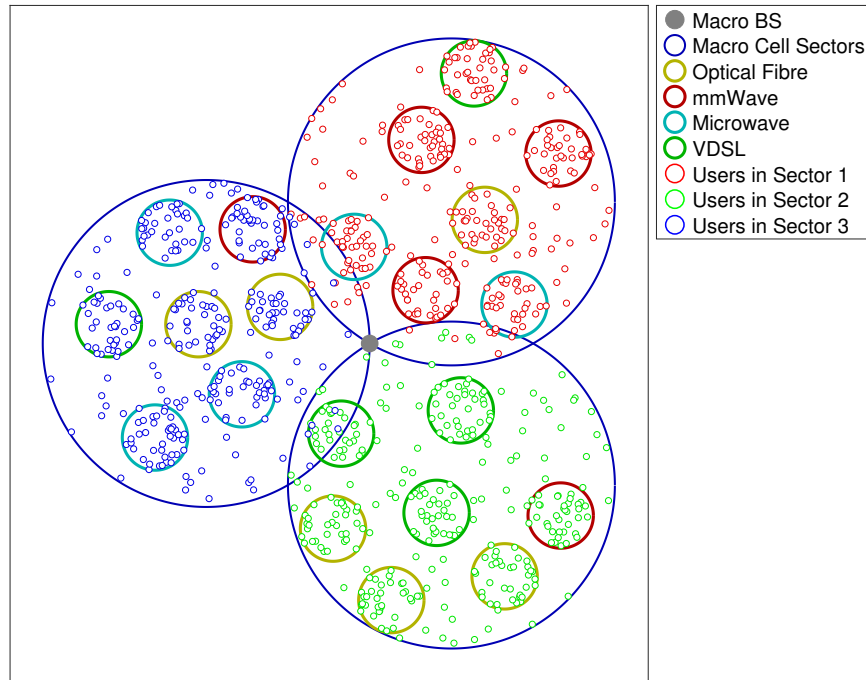 Macro BS
Macro Cell Sectors
Optical Fibre
mmWave
Microwave
VDSL
Users in Sector 1
Users in Sector 2
Users in Sector 3